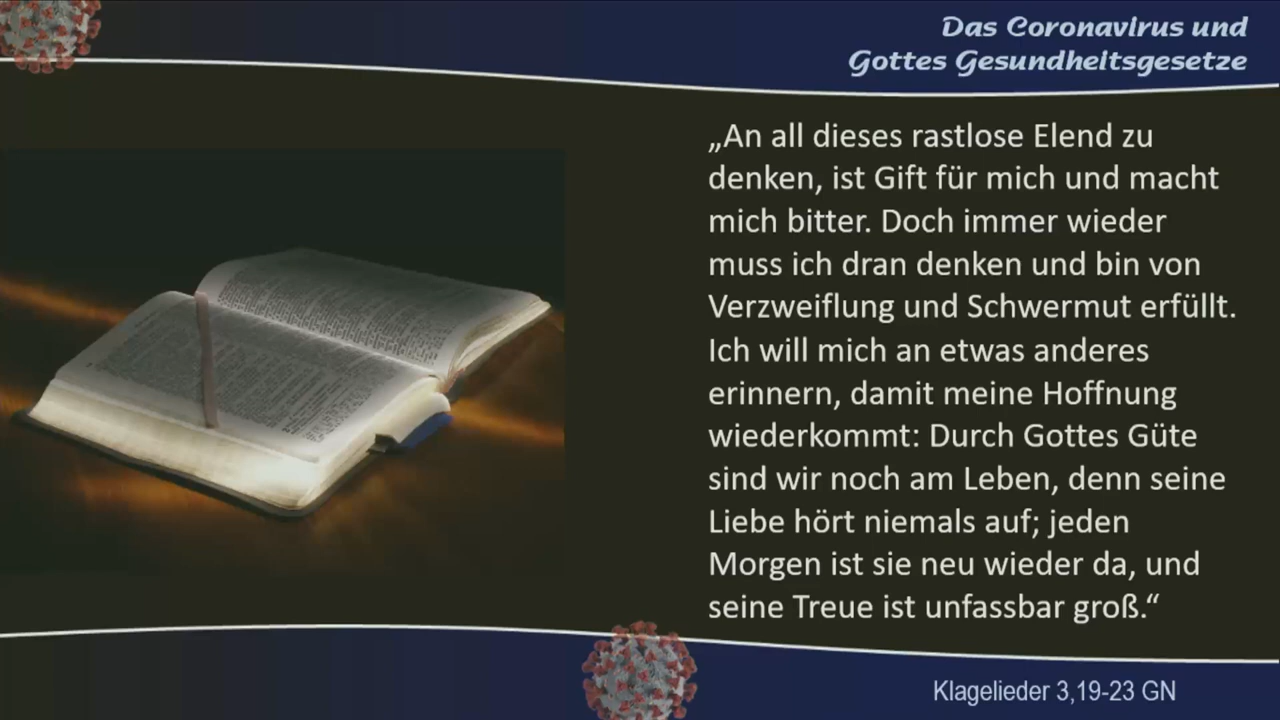 Das Coronavirus und
Gottes Gesundheitsgesetze
„An all dieses rastlose Elend zu
denken, ist Gift für mich und macht
mich bitter. Doch immer wieder
muss ich dran denken und bin von
Verzweiflung und Schwermut erfüllt.
Ich will mich an etwas anderes
erinnern, damit meine Hoffnung
wiederkommt: Durch Gottes Güte
sind wir noch am Leben, denn seine
Liebe hört niemals auf; jeden
Morgen ist sie neu wieder da, und
seine Treue ist unfassbar groß.“
Klagelieder 3,19-23 GN